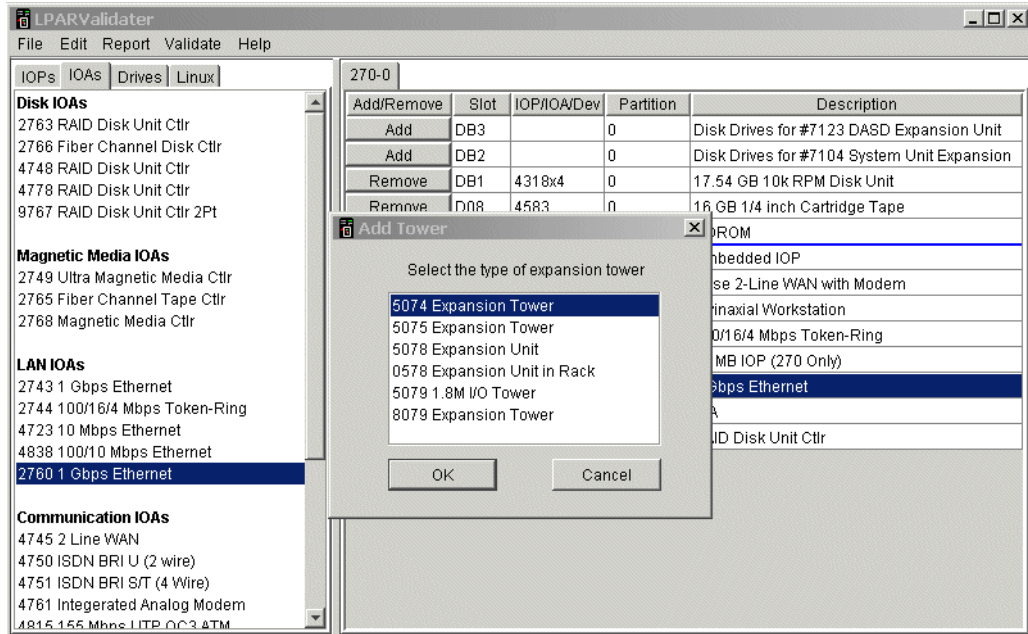 LPARValidater
File Edit Report Validate Help
IOPs IOAs Drives Linux
Disk IOAs
2763 RAID Disk Unit Ctlr
2766 Fiber Channel Disk Ctlr
4748 RAID Disk Unit Ctlr
4778 RAID Disk Unit Ctlr
9767 RAID Disk Unit Ctlr 2Pt
Magnetic Media IOAs
2749 Ultra Magnetic Media Ctlr
2765 Fiber Channel Tape Ctlr
2768 Magnetic Media Ctlr
LAN IOAs
2743 1 Gbps Ethernet
2744 100/16/4 Mbps Token-Ring
4723 10 Mbps Ethernet
4838 100/10 Mbps Ethernet
2760 1 Gbps Ethernet
Communication IOAs
4745 2 Line WAN
4750 ISDN BRI U (2 wire)
4751 ISDN BRI S/T (4 Wire)
4761 Integerated Analog Modem
4815 155 Mbps UTP OC3 ATM
270-0
Add/Remove Slot IOP/IOA/Dev Partition Description
Add DB3 0 Disk Drives for #7123 DASD Expansion Unit
Add DB2 0 Disk Drives for #7104 System Unit Expansion
Remove DB1 4318x4 0 17.54 GB 10k RPM Disk Unit
Remove D08 4583 0 16 GB 1/4 inch Cartridge Tape
ROM
IOP
2-Line WAN with Modem
Workstation
/16/4 Mbps Token-Ring
MB IOP (270 Only)
Gbps Ethernet
Disk Unit Ctlr
Add Tower
Select the type of expansion tower
5074 Expansion Tower
5075 Expansion Tower
5078 Expansion Unit
0578 Expansion Unit in Rack
5079 1.8M I/O Tower
8079 Expansion Tower
OK Cancel